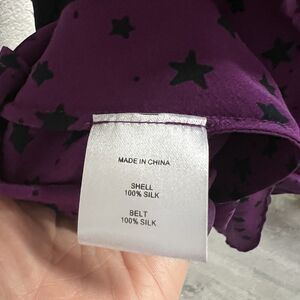 MADE IN CHINA
SHELL
100% SILK
BELT
100% SILK